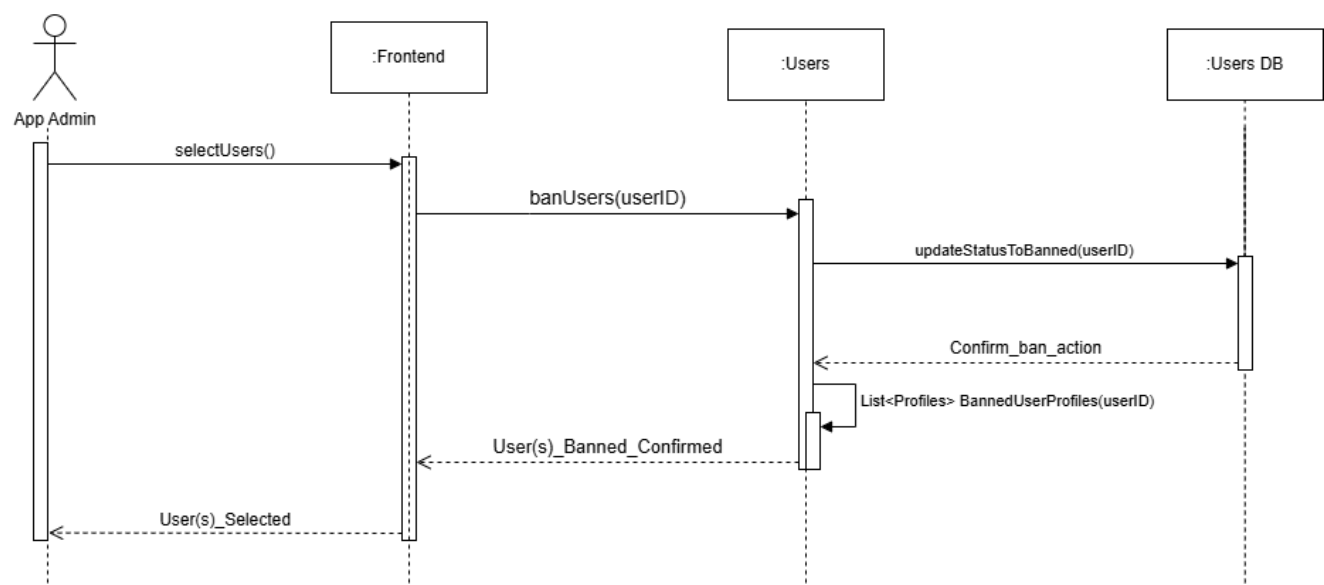 :Frontend
:Users
:Users DB
App Admin
selectUsers()
banUsers(userID)
updateStatusToBanned(userID)
Confirm_ban_action
List<Profiles> BannedUserProfiles(userID)
User(s)_Banned_Confirmed
User(s)_Selected